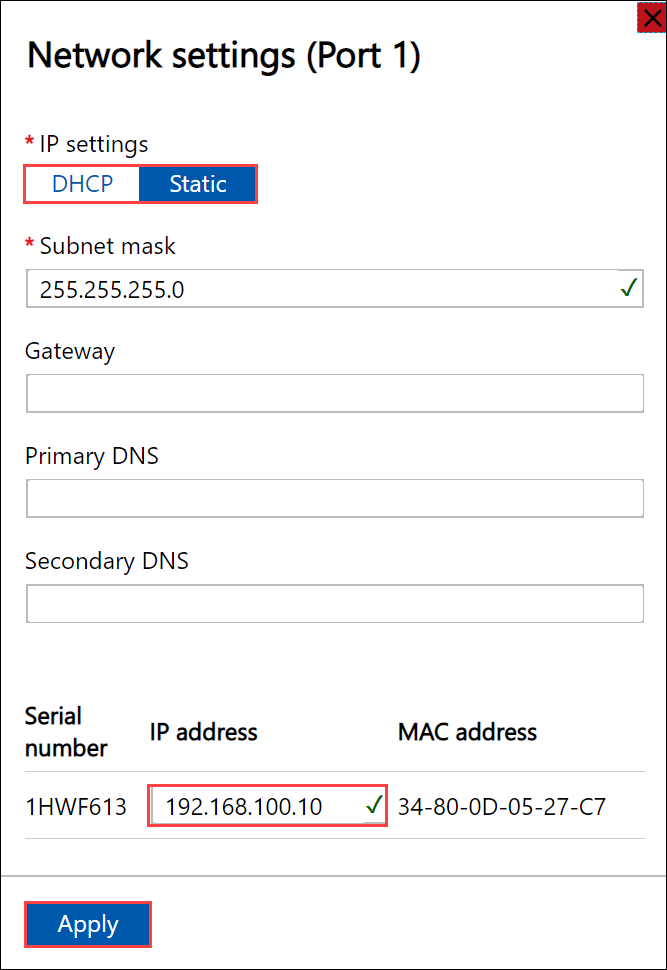 Network settings (Port 1)
* IP settings
DHCP Static
* Subnet mask
255.255.255.0
Gateway
Primary DNS
Secondary DNS
Serial number IP address MAC address
1HWF613 192.168.100.10 34-80-0D-05-27-C7
Apply